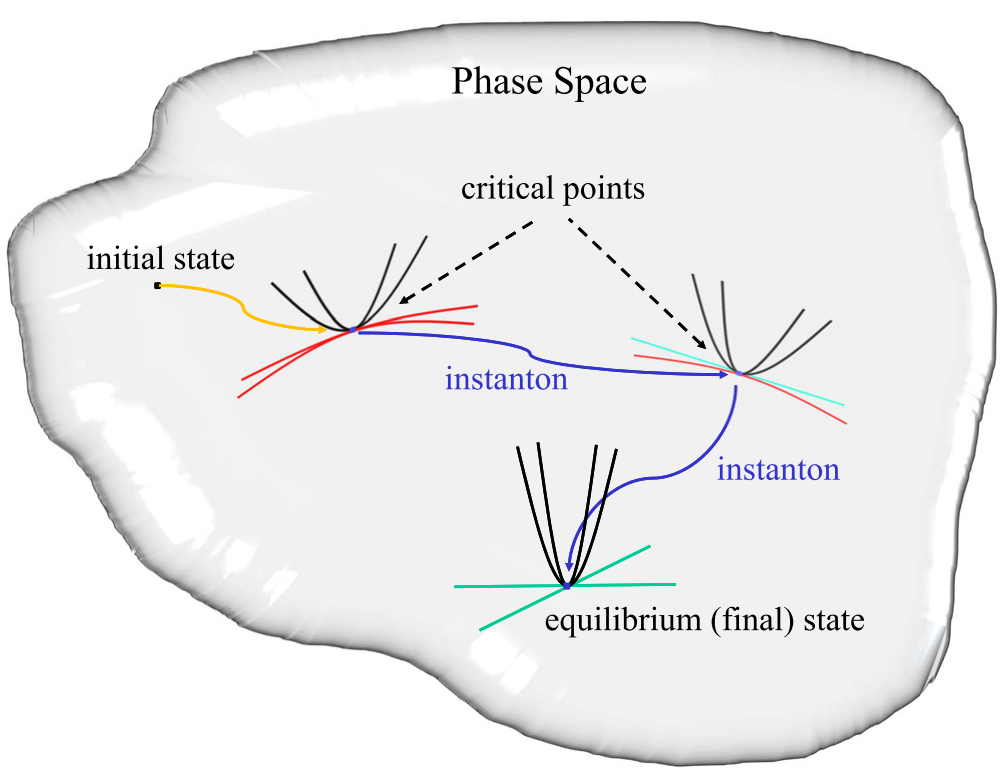 Phase Space
critical points
initial state
instanton
instanton
equilibrium (final) state